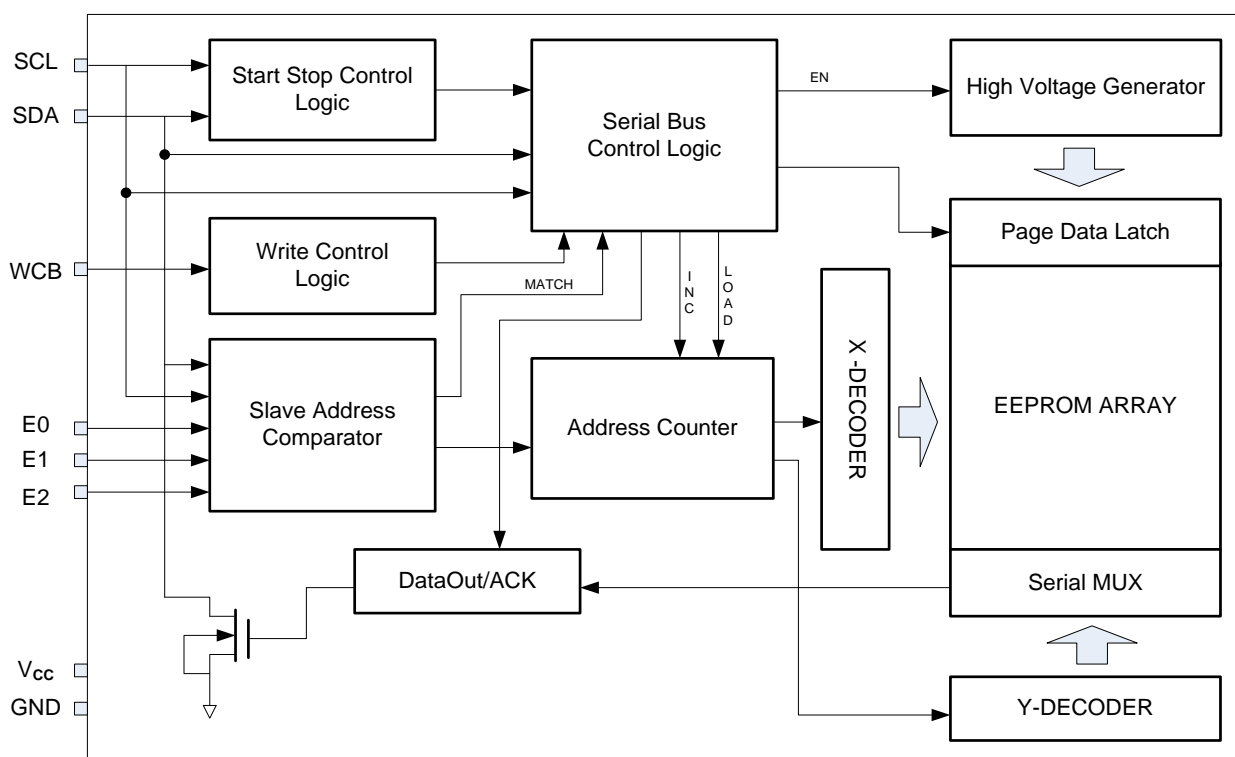 SCL
SDA
WCB
E0
E1
E2
Vcc
GND
Start Stop Control
Logic
Serial Bus
Control Logic
EN
High Voltage Generator
Write Control
Logic
MATCH
INC
LOAD
Page Data Latch
Slave Address
Comparator
Address Counter
X -DECODER
EEPROM ARRAY
DataOut/ACK
Serial MUX
Y-DECODER